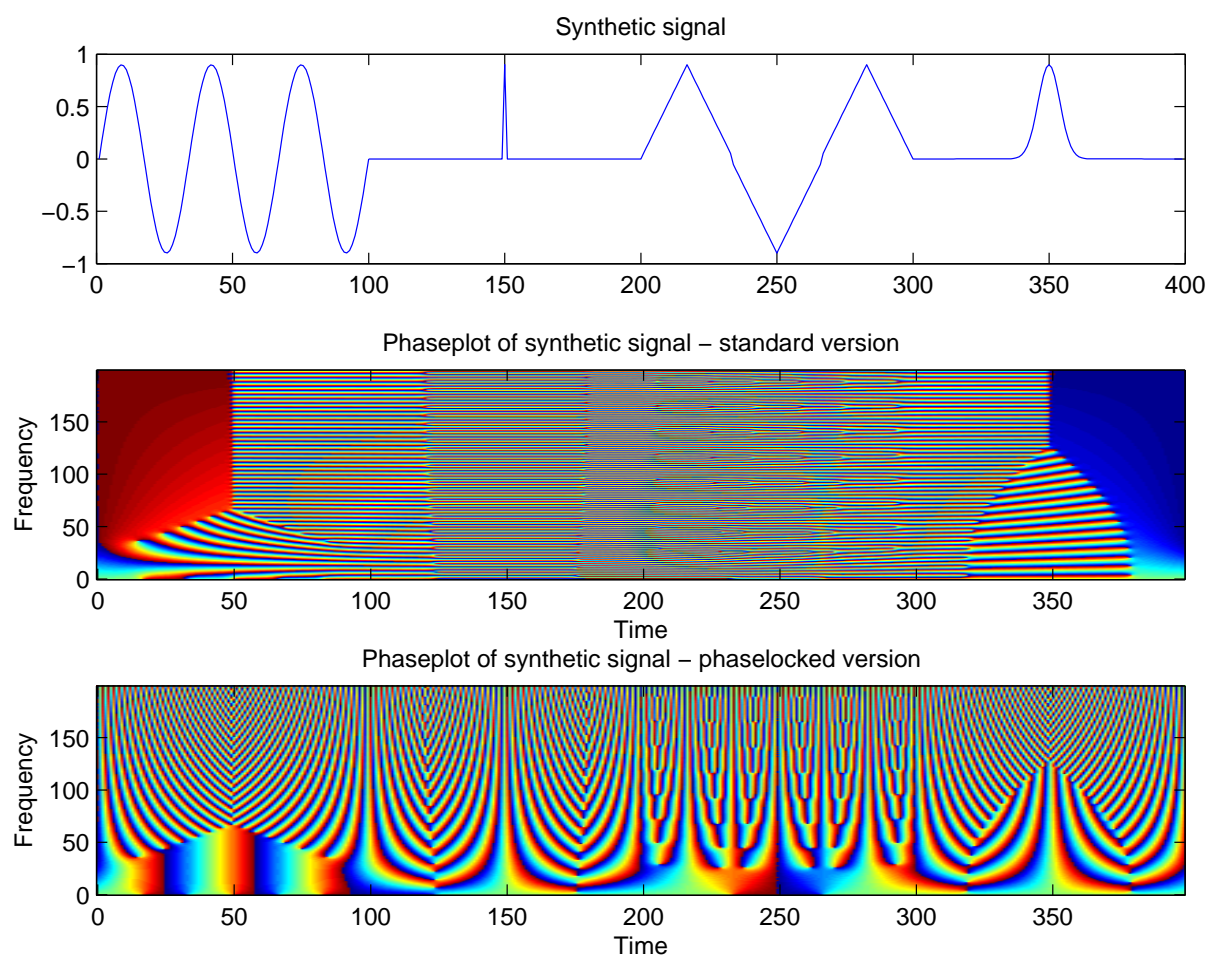 Synthetic signal
1
0.5
0
−0.5
−1
0 50 100 150 200 250 300 350 400
Phaseplot of synthetic signal − standard version
Frequency
150
100
50
0
0 50 100 150 200 250 300 350
Time
Phaseplot of synthetic signal − phaselocked version
Frequency
150
100
50
0
0 50 100 150 200 250 300 350
Time